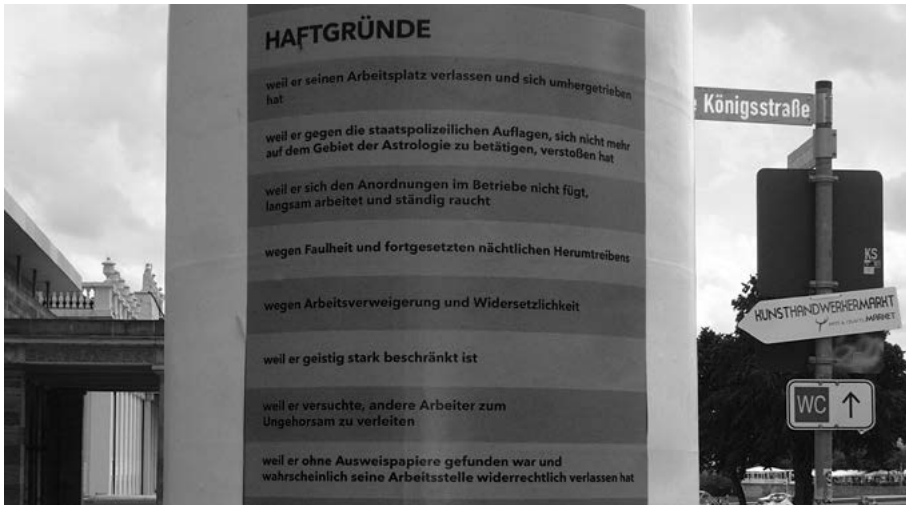 HAFTGRÜNDE
weil er seinen Arbeitsplatz verlassen und sich umhergetrieben
hat
weil er gegen die staatspolizeilichen Auflagen, sich nicht mehr
auf dem Gebiet der Astrologie zu betätigen, verstoßen hat
weil er sich den Anordnungen im Betriebe nicht fügt,
langsam arbeitet und ständig raucht
wegen Faulheit und fortgesetzten nächtlichen Herumtreibens
wegen Arbeitsverweigerung und Widersetzlichkeit
weil er geistig stark beschränkt ist
weil er versuchte, andere Arbeiter zum
Ungehorsam zu verleiten
weil er ohne Ausweispapiere gefunden war und
wahrscheinlich seine Arbeitsstelle widerrechtlich verlassen hat
Königsstraße
KS
KUNSTHANDWERKERMARKT
MARKET
WC